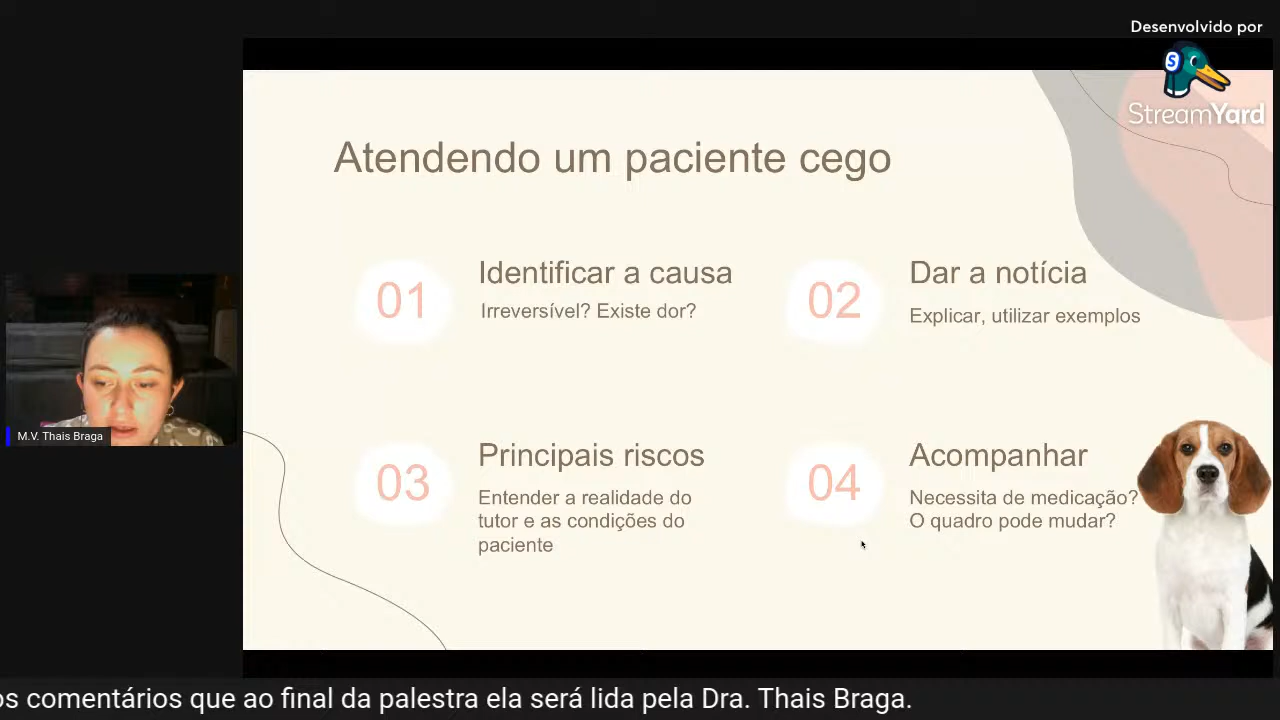 Desenvolvido por
S
StreamYard
Atendendo um paciente cego
01
Identificar a causa
Irreversível? Existe dor?
02
Dar a notícia
Explicar, utilizar exemplos
03
Principais riscos
Entender a realidade do
tutor e as condições do
paciente
04
Acompanhar
Necessita de medicação?
O quadro pode mudar?
M.V. Thais Braga
os comentários que ao final da palestra ela será lida pela Dra. Thais Braga.